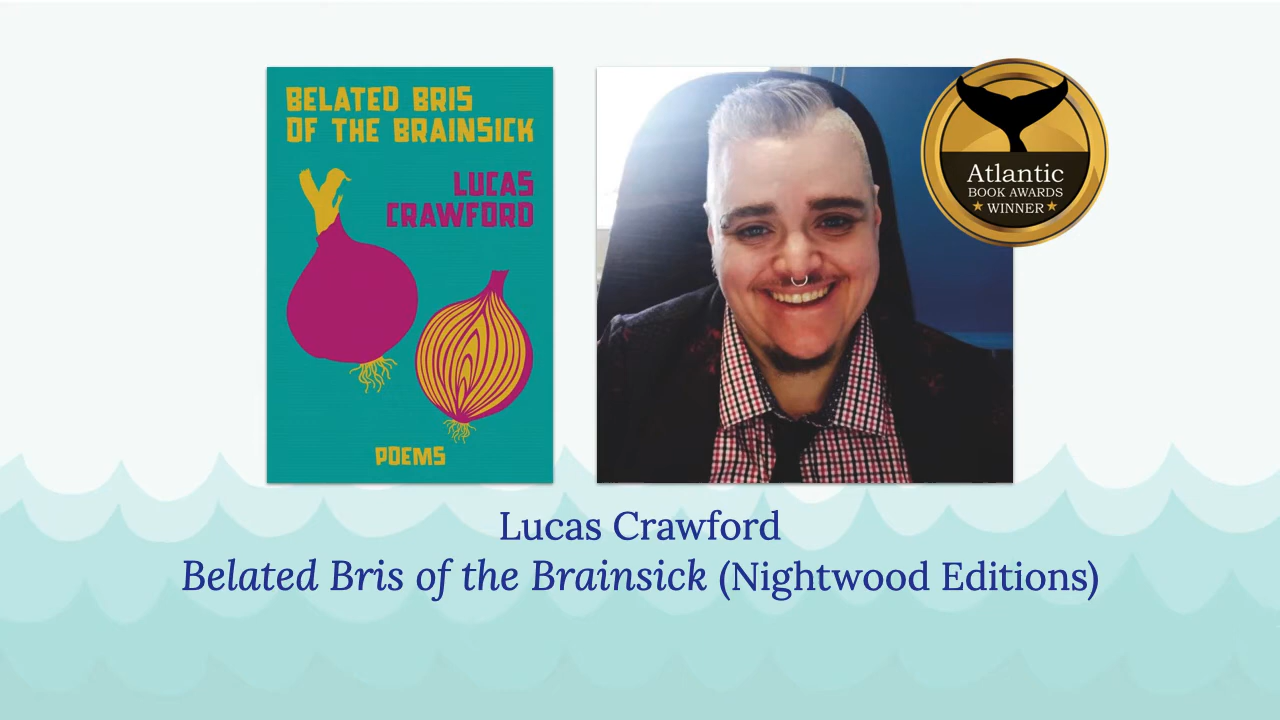 BELATED BRIS
OF THE BRAINSICK
LUCAS
CRAWFORD
POEMS
Atlantic
BOOK AWARDS
WINNER
Lucas Crawford
Belated Bris of the Brainsick (Nightwood Editions)